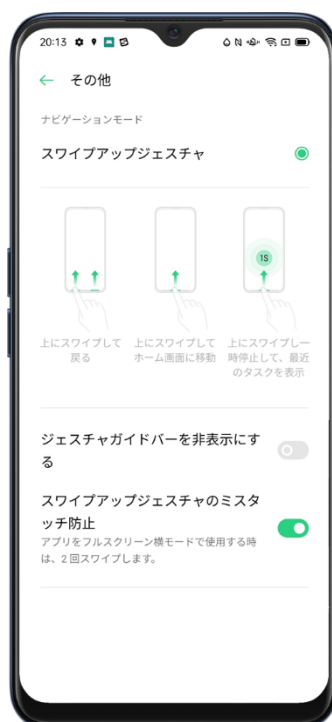 20:13
← その他
ナビゲーションモード
スワイプアップジェスチャ
1S
上にスワイプして
戻る
上にスワイプして
ホーム画面に移動
上にスワイプし一
時停止して、最近
のタスクを表示
ジェスチャガイドバーを非表示にす
る
スワイプアップジェスチャのミスタ
ッチ防止
アプリをフルスクリーン横モードで使用する時
は、2 回スワイプします。